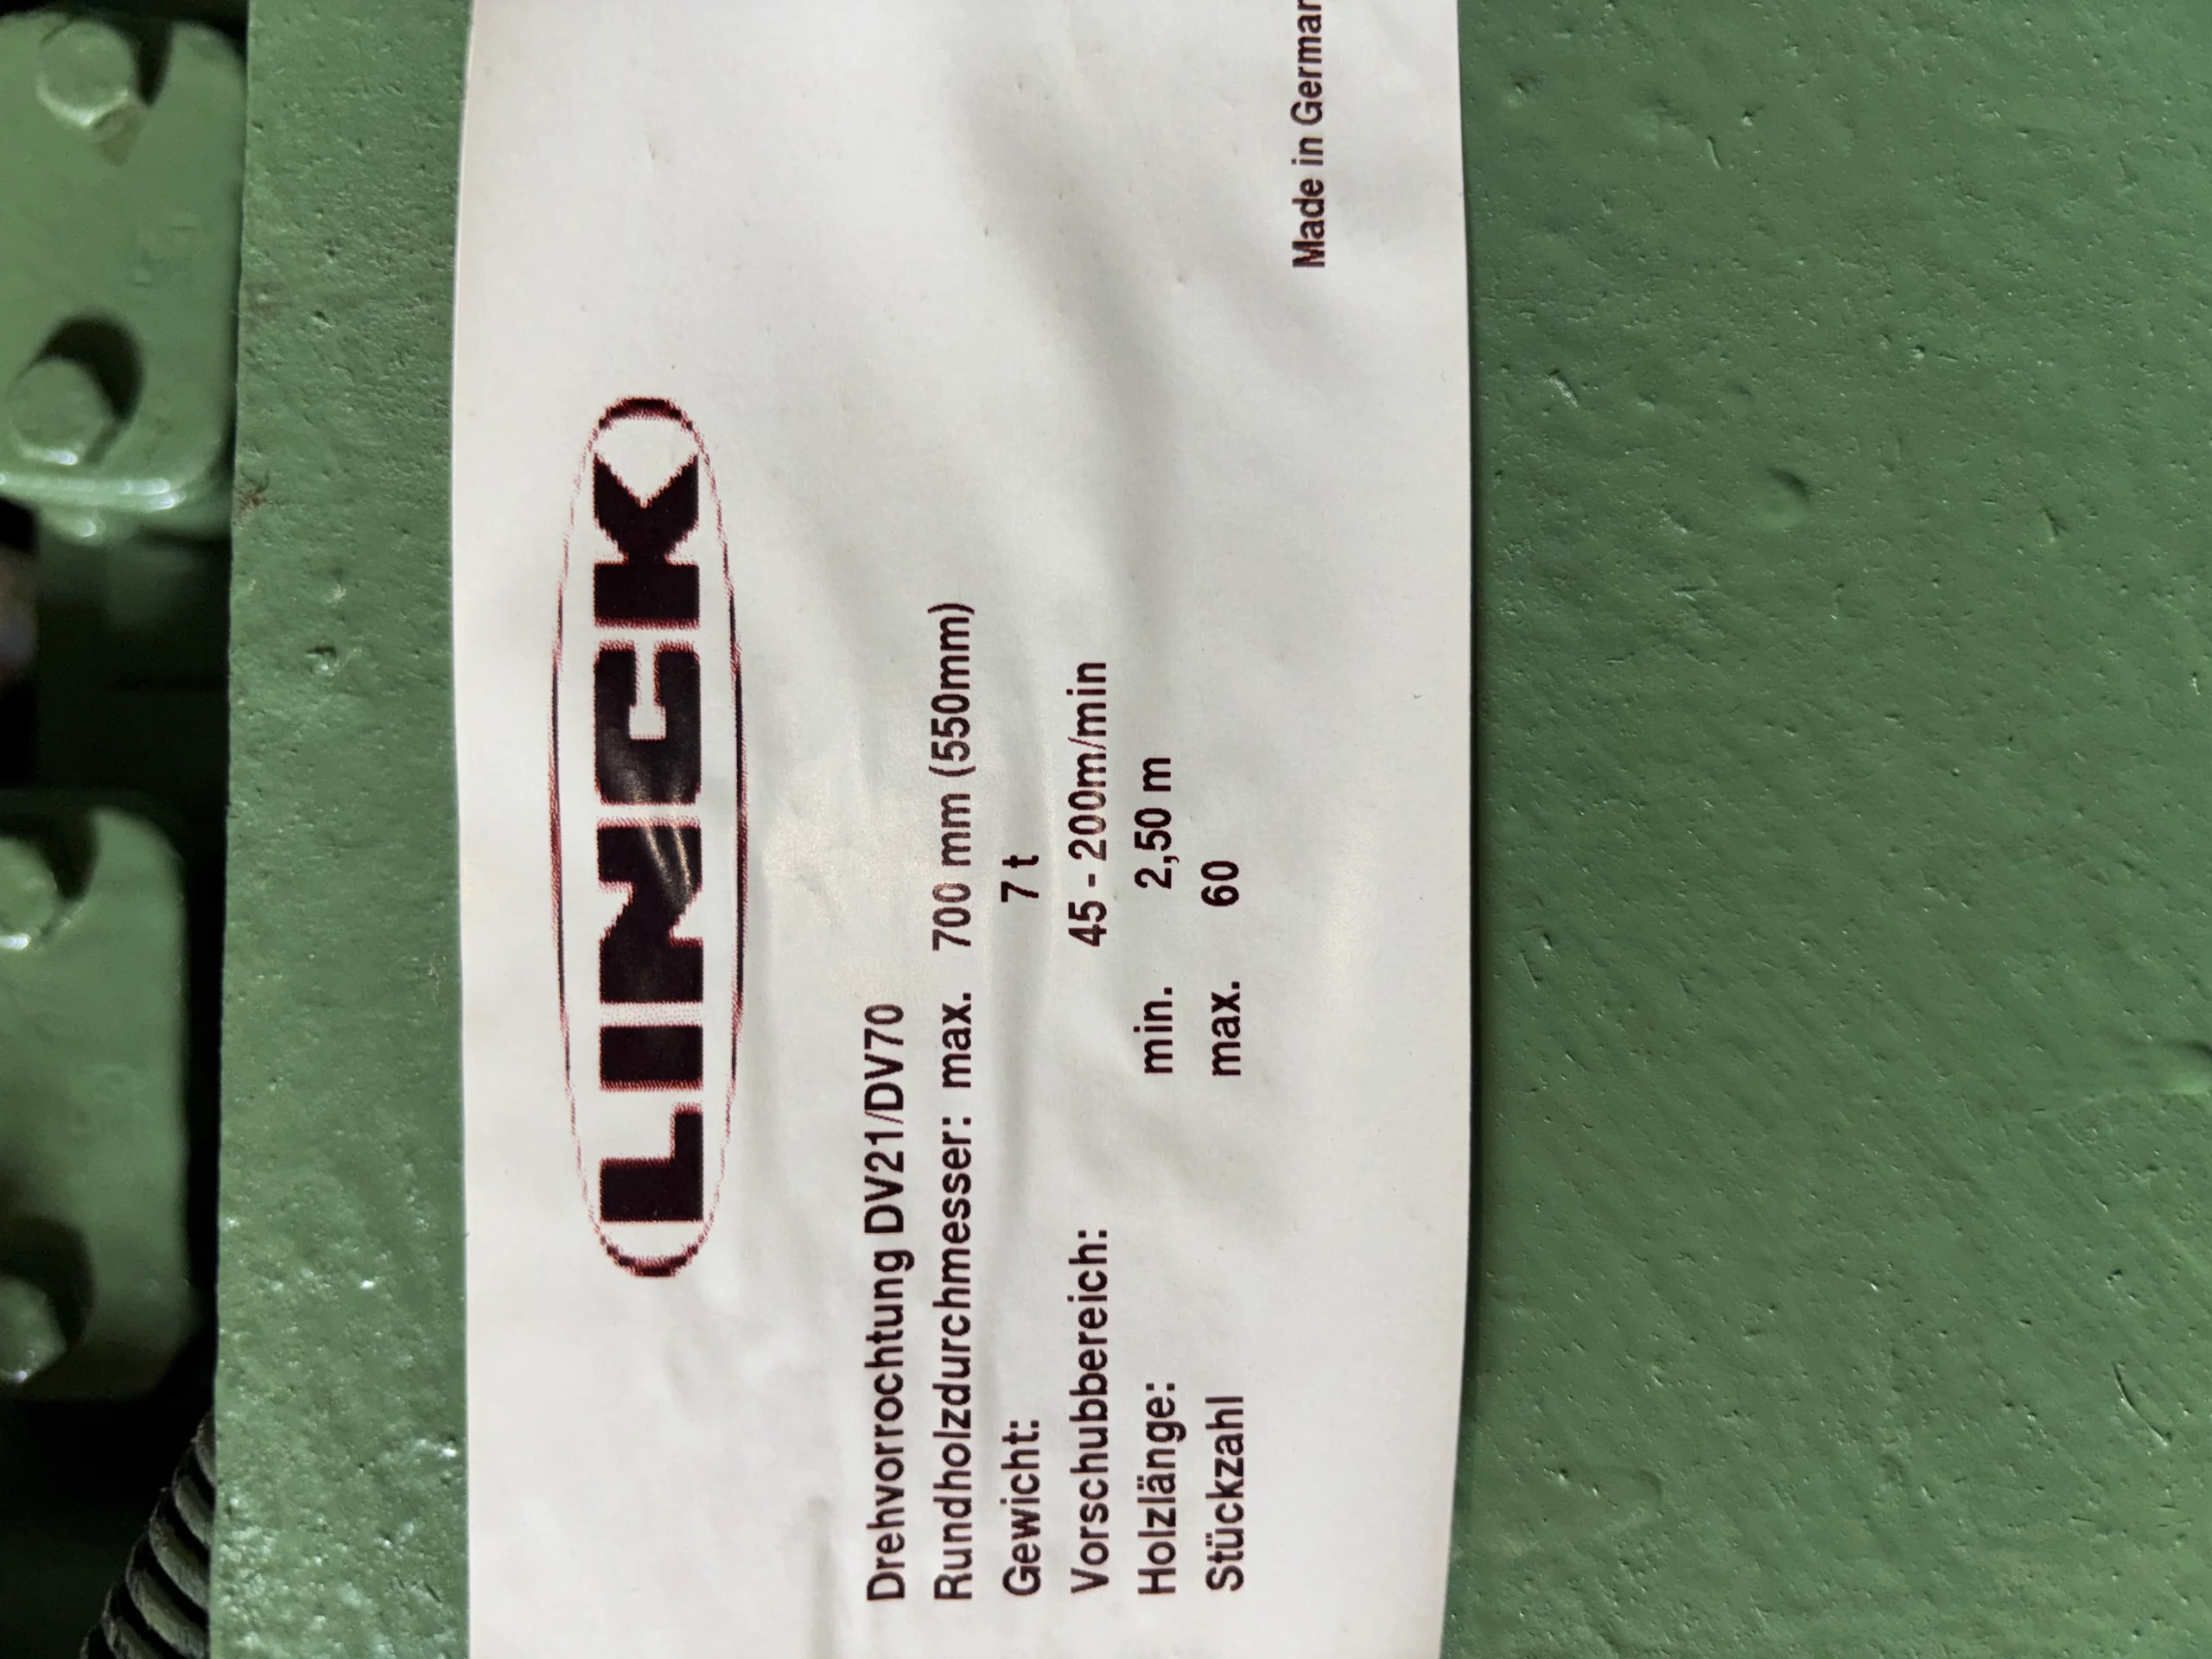 LINCK
Drehvorrochtung DV21/DV70
Rundholzdurchmesser: max. 700 mm (550mm)
Gewicht: 7 t
Vorschubbereich: 45 - 200m/min
Holzlänge: min. 2,50 m
Stückzahl max. 60
Made in German